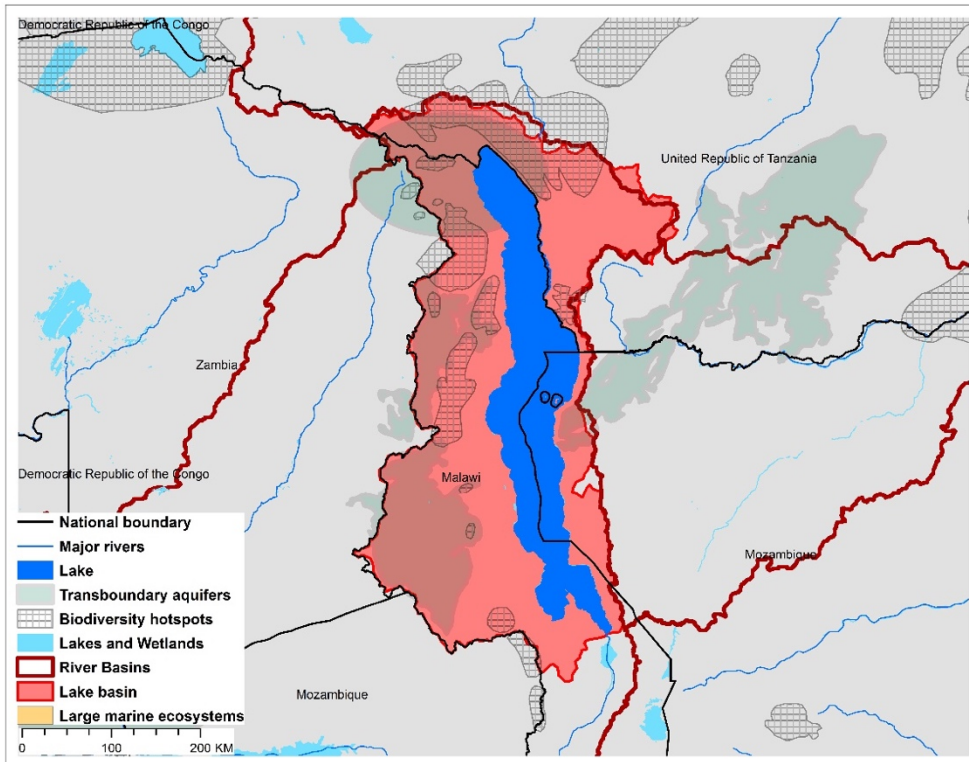 Democratic Republic of the Congo
United Republic of Tanzania
Zambia
Democratic Republic of the Congo
Malawi
Mozambique
Mozambique
National boundary
Major rivers
Lake
Transboundary aquifers
Biodiversity hotspots
Lakes and Wetlands
River Basins
Lake basin
Large marine ecosystems
0 100 200 KM